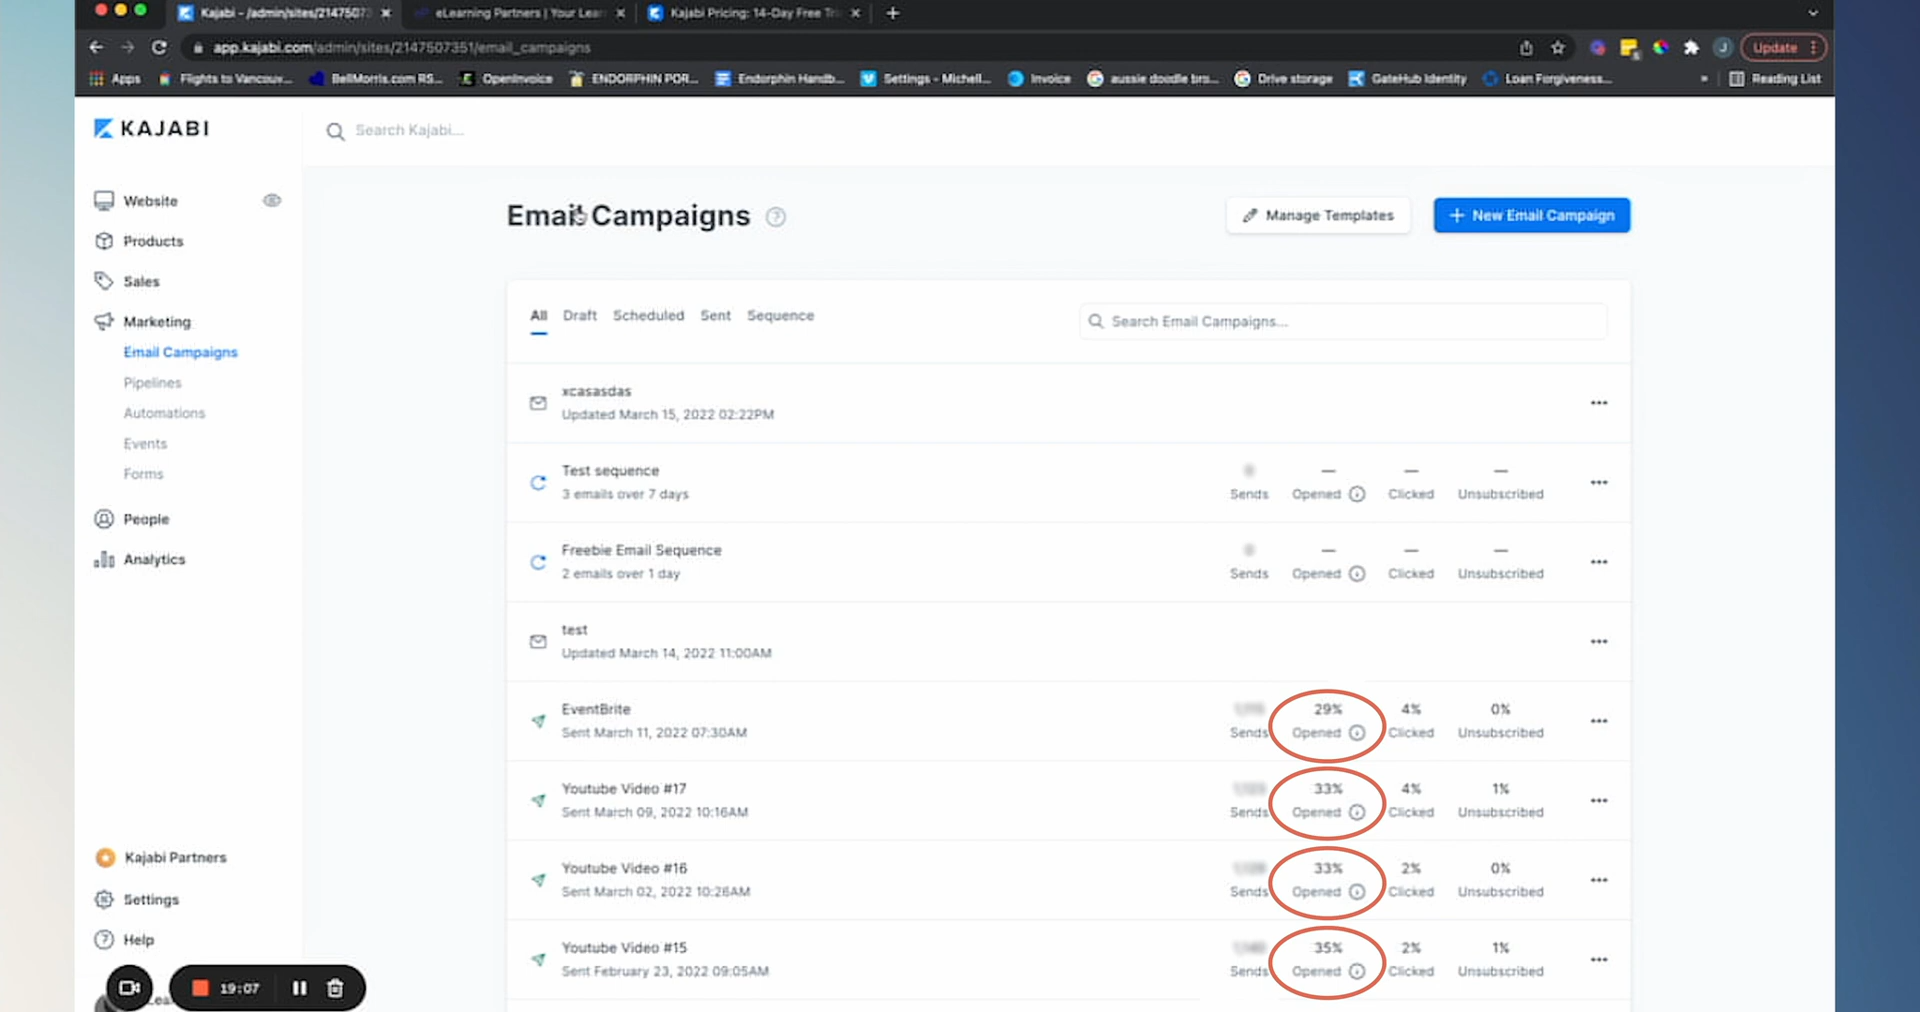 Kajabi - /admin/sites/2147507
eLearning Partners | Your Lear
Kajabi Pricing: 14-Day Free Tri
app.kajabi.com/admin/sites/2147507351/email_campaigns
Update
Apps
Flights to Vancouv...
BellMorris.com RS...
OpenInvoice
ENDORPHIN POR...
Endorphin Handb...
Settings - Michell...
Invoice
aussie doodle bro...
Drive storage
GateHub Identity
Loan Forgiveness...
»
Reading List
KAJABI
Search Kajabi...
Website
Products
Sales
Marketing
Email Campaigns
Pipelines
Automations
Events
Forms
People
Analytics
Kajabi Partners
Settings
Help
19:07
Email Campaigns
Manage Templates
+ New Email Campaign
All Draft Scheduled Sent Sequence
Search Email Campaigns...
xcasasdas
Updated March 15, 2022 02:22PM
Test sequence
3 emails over 7 days
— — —
Sends Opened Clicked Unsubscribed
Freebie Email Sequence
2 emails over 1 day
— — —
Sends Opened Clicked Unsubscribed
test
Updated March 14, 2022 11:00AM
EventBrite
Sent March 11, 2022 07:30AM
29% 4% 0%
Sends Opened Clicked Unsubscribed
Youtube Video #17
Sent March 09, 2022 10:16AM
33% 4% 1%
Sends Opened Clicked Unsubscribed
Youtube Video #16
Sent March 02, 2022 10:26AM
33% 2% 0%
Sends Opened Clicked Unsubscribed
Youtube Video #15
Sent February 23, 2022 09:05AM
35% 2% 1%
Sends Opened Clicked Unsubscribed